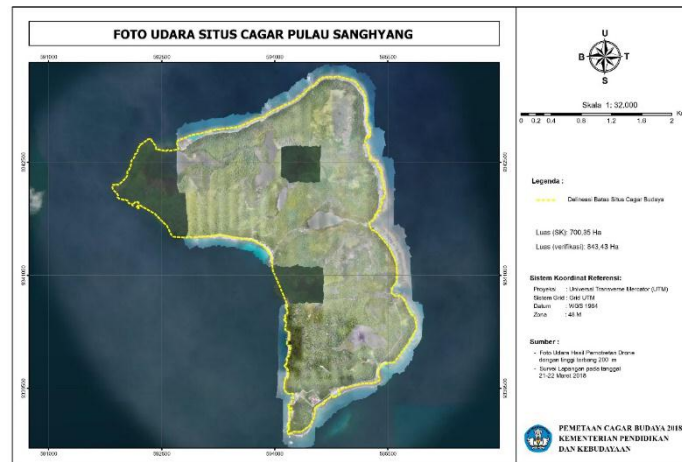 FOTO UDARA SITUS CAGAR PULAU SANGHYANG
U
B T
S
Skala 1: 32,000
0 0.2 0.4 0.8 1.2 1.6 2
Legenda :
Delineasi Batas Situs Cagar Budaya
Luas (SK): 700,35 Ha
Luas (verifikasi): 843,43 Ha
Sistem Koordinat Referensi:
Proyeksi : Universal Transverse Mercator (UTM)
Sistem Grid : Grid UTM
Datum : WGS 1984
Zona : 48 M
Sumber :
- Foto Udara Hasil Pemotretan Drone
dengan tinggi terbang 200 m
- Survei Lapangan pada tanggal
21-22 Maret 2018
PEMETAAN CAGAR BUDAYA 2018
KEMENTERIAN PENDIDIKAN
DAN KEBUDAYAAN